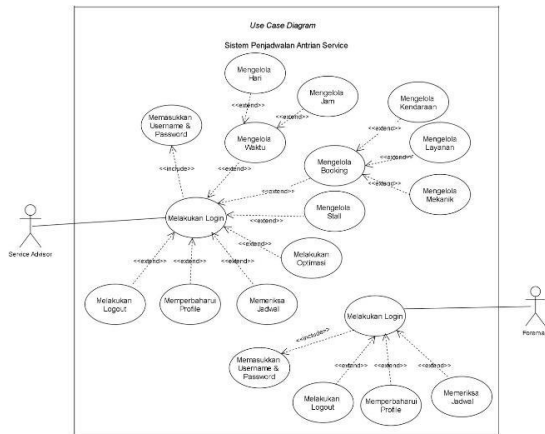 Use Case Diagram
Sistem Penjadwalan Antrian Service
Mengelola
Hari
Mengelola
Jam
Mengelola
Kendaraan
<<extend>>
<<extend>>
Memasukkan
Username &
Password
Mengelola
Waktu
<<extend>>
Mengelola
Layanan
<<include>>
<<extend>>
Mengelola
Booking
<<extend>>
<<extend>>
<<extend>>
Mengelola
Mekanik
Service Advisor
Melakukan Login
<<extend>>
Mengelola
Stall
<<extend>>
<<extend>>
<<extend>>
<<extend>>
Melakukan
Optimasi
Melakukan
Logout
Memperbaharui
Profile
Memeriksa
Jadwal
Melakukan Login
<<include>>
Memasukkan
Username &
Password
<<extend>>
<<extend>>
<<extend>>
Melakukan
Logout
Memperbaharui
Profile
Memeriksa
Jadwal